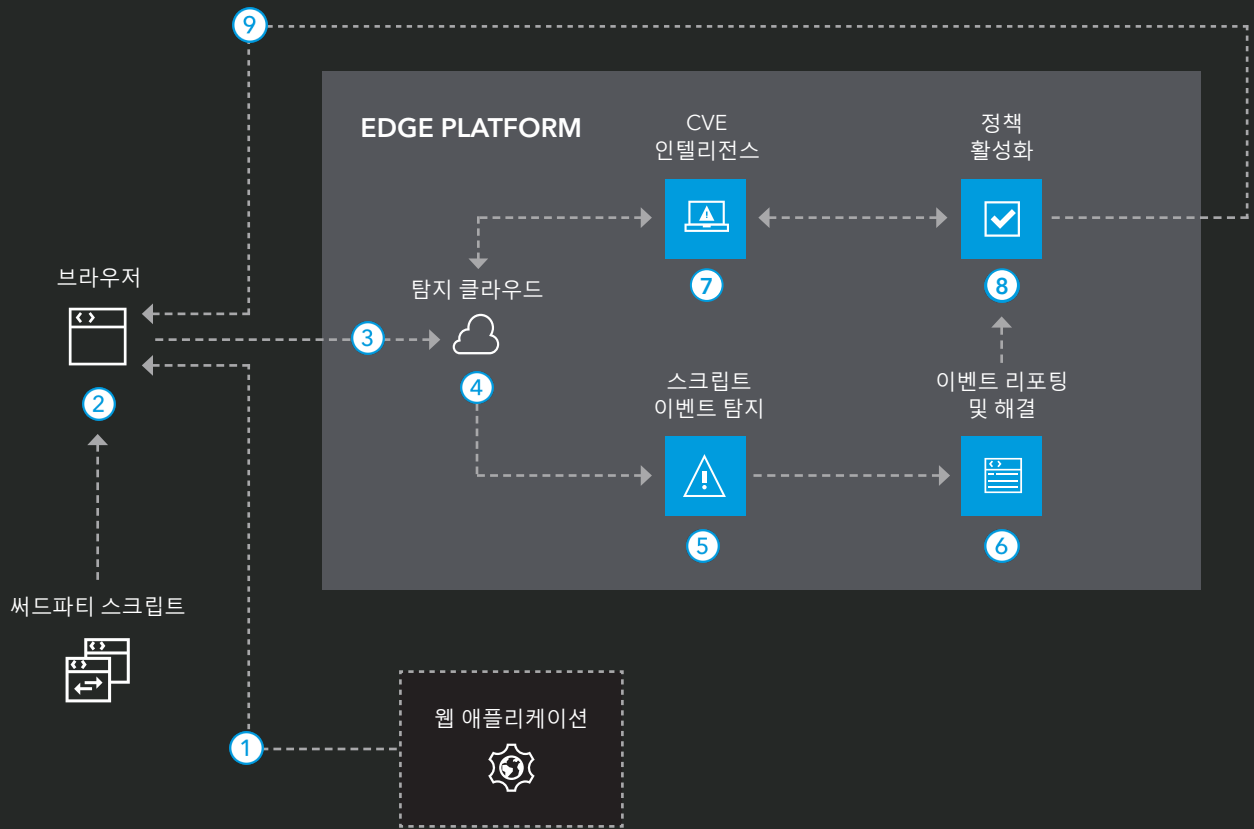 9
EDGE PLATFORM
CVE
인텔리전스
정책
활성화
7
8
브라우저
탐지 클라우드
3
2
4
스크립트
이벤트 탐지
이벤트 리포팅
및 해결
5
6
써드파티 스크립트
웹 애플리케이션
1